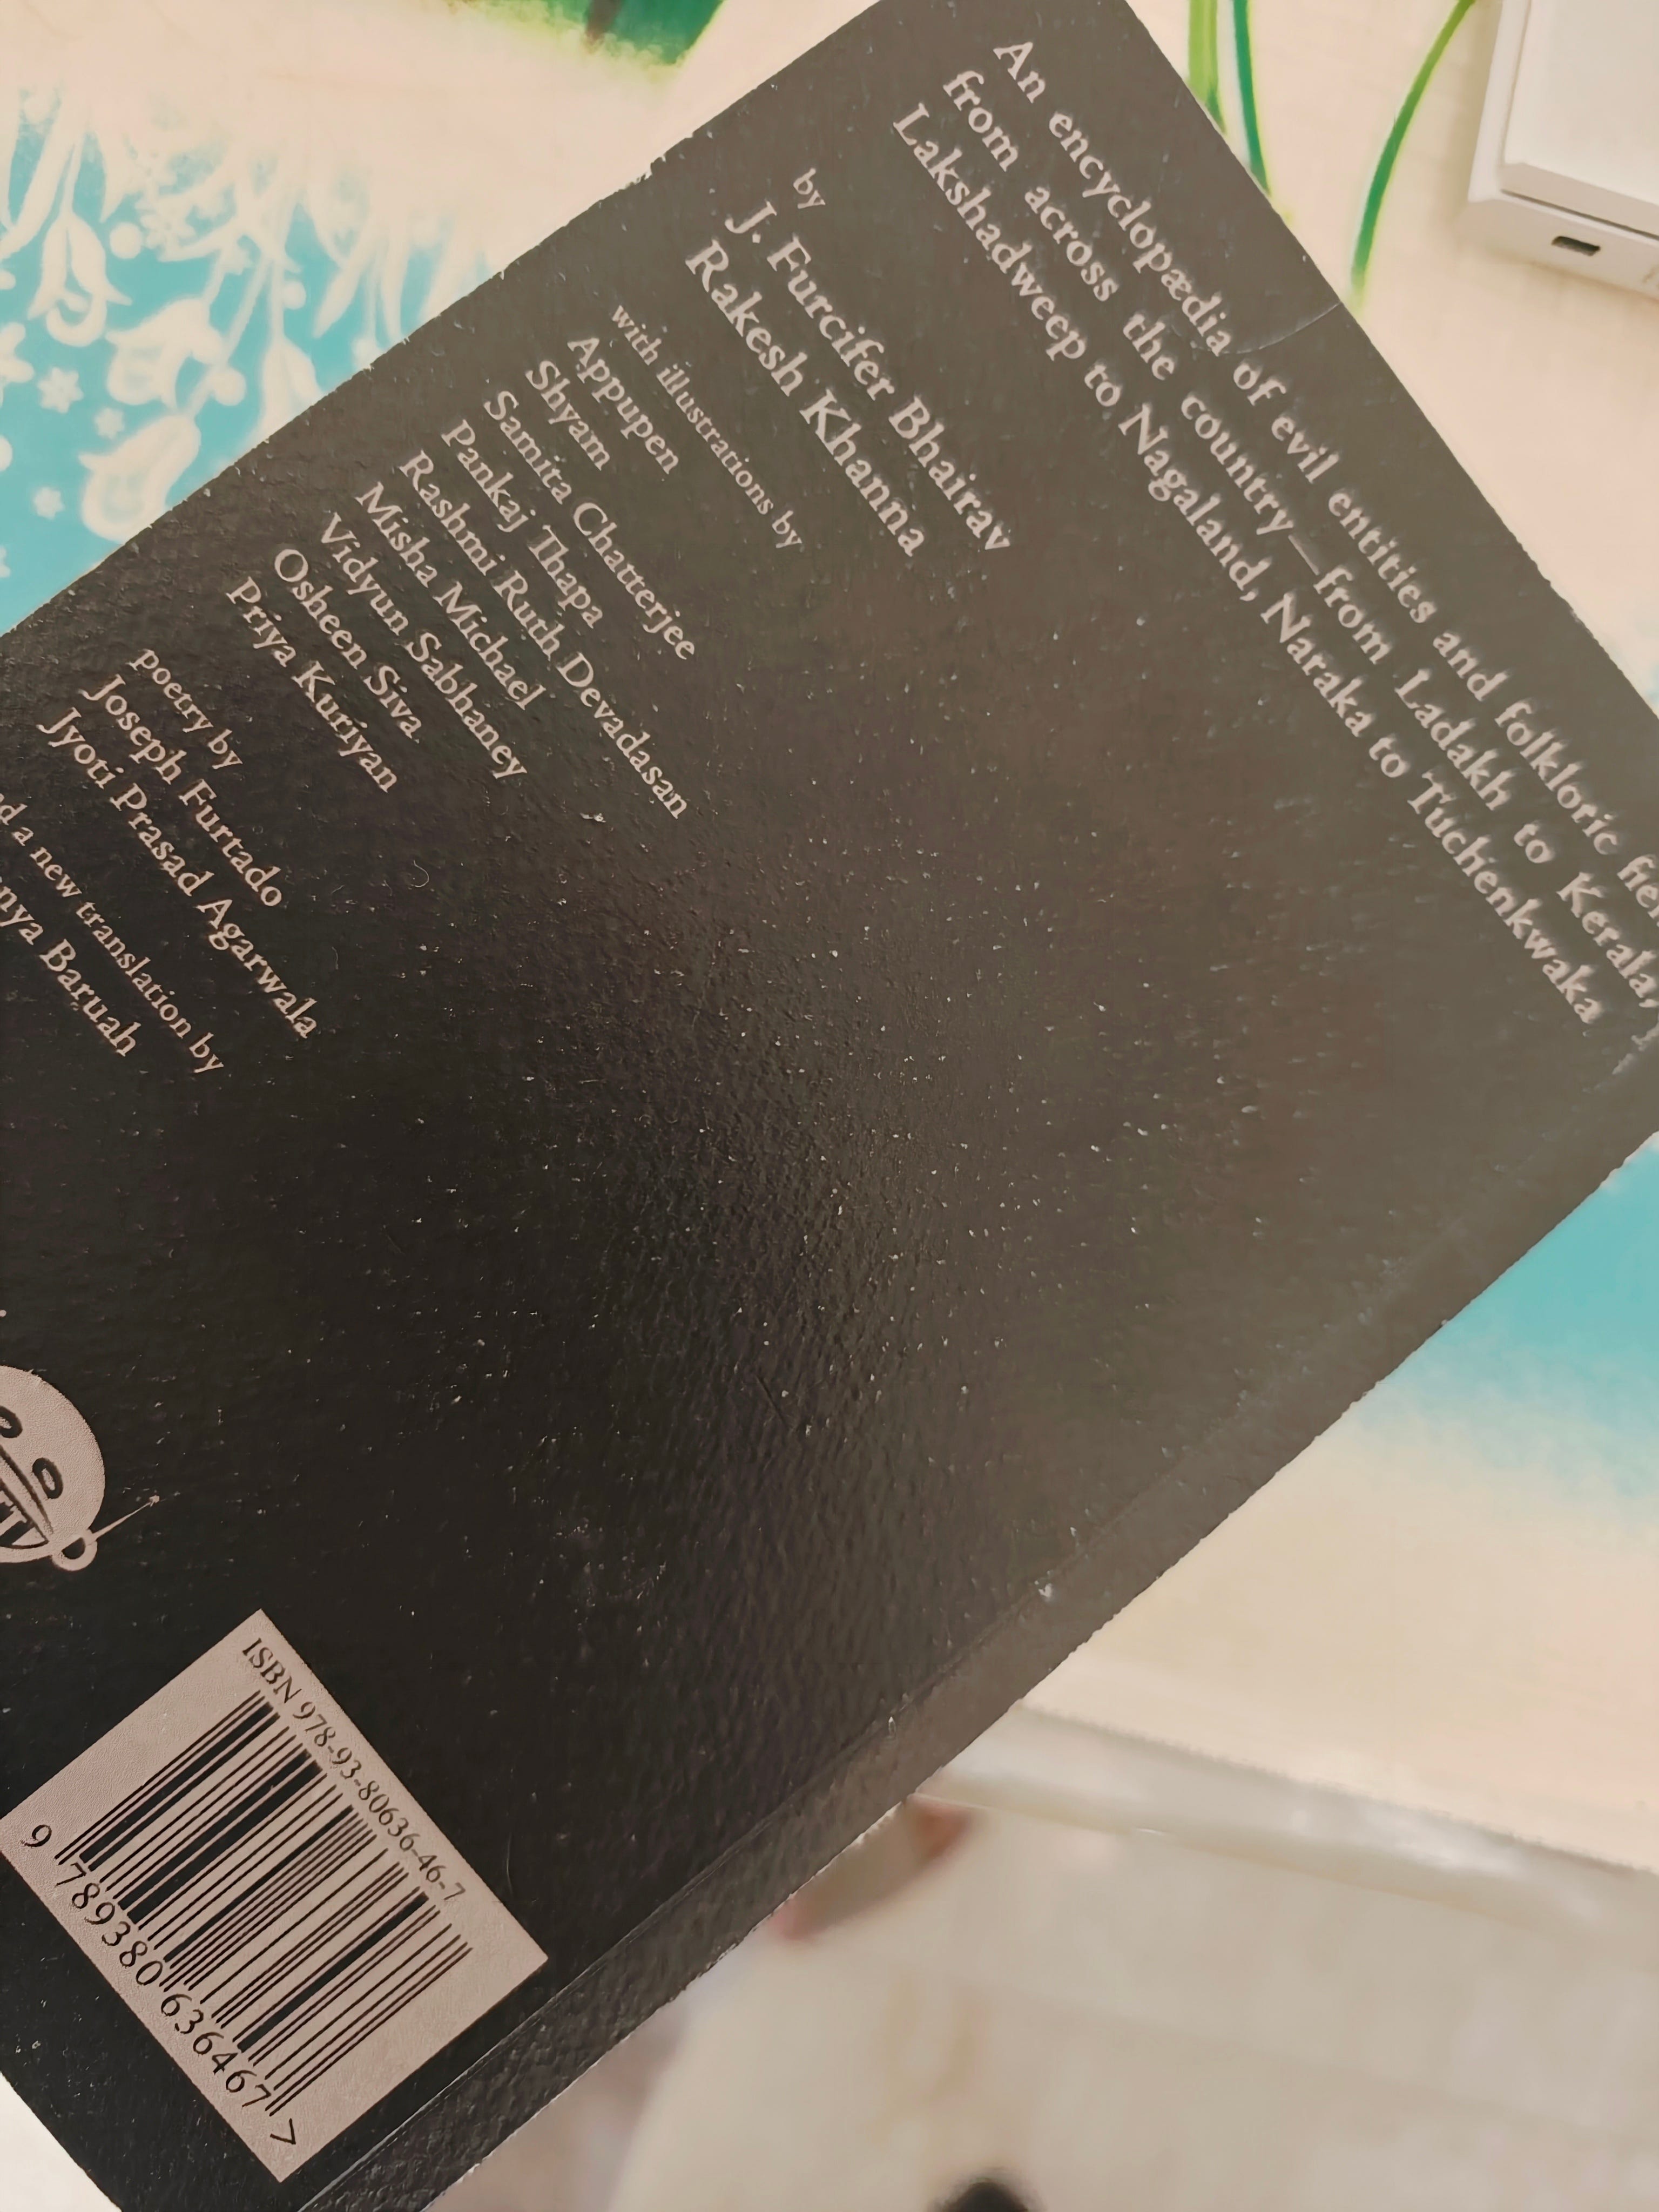 An encyclopædia of evil entities and folkloric
from across the country—from Ladakh to Kerala,
Lakshadweep to Nagaland, Naraka to Tuchenkwaka
by
J. Furcifer Bhairav
Rakesh Khanna
with illustrations by
Appupen
Shyam
Samita Chatterjee
Pankaj Thapa
Rashmi Ruth Devadasan
Misha Michael
Vidyun Sabhaney
Osheen Siva
Priya Kuriyan
poetry by
Joseph Furtado
Jyoti Prasad Agarwala
a new translation by
Baruah
ISBN 978-93-80636-46-7
9 789380 636467 >